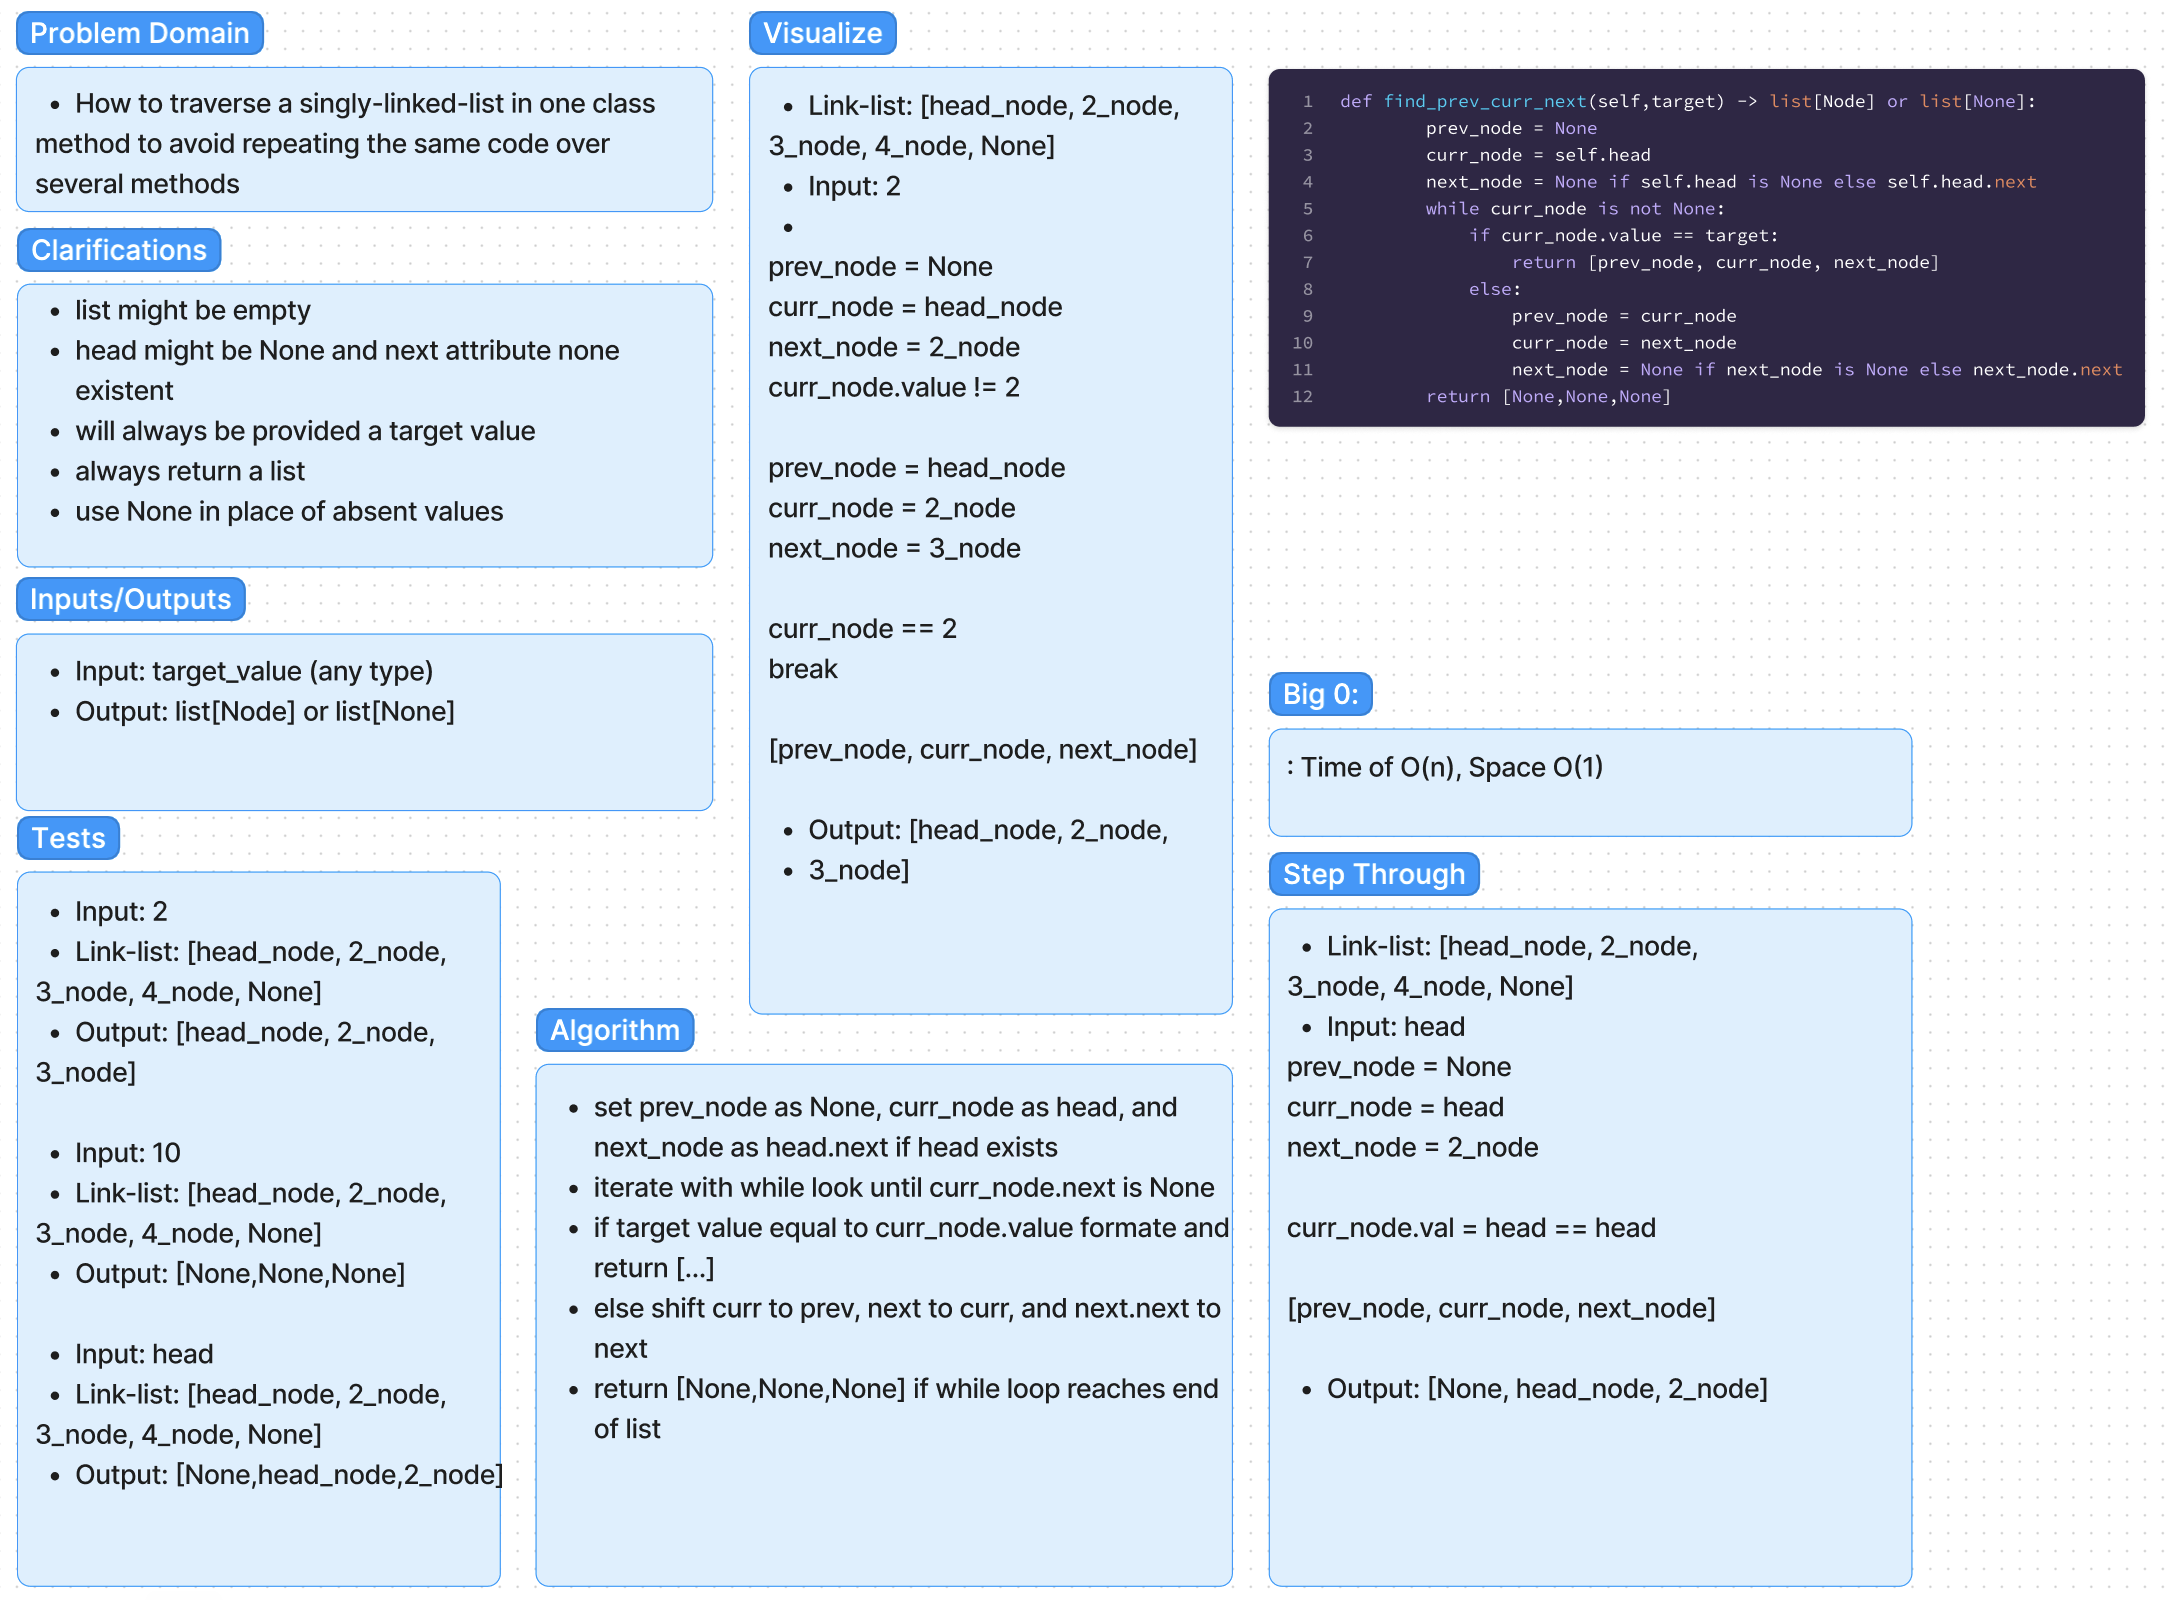 Problem Domain
• How to traverse a singly-linked-list in one class
method to avoid repeating the same code over
several methods
Clarifications
• list might be empty
• head might be None and next attribute none
existent
• will always be provided a target value
• always return a list
• use None in place of absent values
Inputs/Outputs
• Input: target_value (any type)
• Output: list[Node] or list[None]
Tests
• Input: 2
• Link-list: [head_node, 2_node,
3_node, 4_node, None]
• Output: [head_node, 2_node,
3_node]
• Input: 10
• Link-list: [head_node, 2_node,
3_node, 4_node, None]
• Output: [None,None,None]
• Input: head
• Link-list: [head_node, 2_node,
3_node, 4_node, None]
• Output: [None,head_node,2_node]
Visualize
• Link-list: [head_node, 2_node,
3_node, 4_node, None]
• Input: 2
•
prev_node = None
curr_node = head_node
next_node = 2_node
curr_node.value != 2
prev_node = head_node
curr_node = 2_node
next_node = 3_node
curr_node == 2
break
[prev_node, curr_node, next_node]
• Output: [head_node, 2_node,
• 3_node]
Algorithm
• set prev_node as None, curr_node as head, and
next_node as head.next if head exists
• iterate with while look until curr_node.next is None
• if target value equal to curr_node.value formate and
return [...]
• else shift curr to prev, next to curr, and next.next to
next
• return [None,None,None] if while loop reaches end
of list
1 def find_prev_curr_next(self,target) -> list[Node] or list[None]:
2 prev_node = None
3 curr_node = self.head
4 next_node = None if self.head is None else self.head.next
5 while curr_node is not None:
6 if curr_node.value == target:
7 return [prev_node, curr_node, next_node]
8 else:
9 prev_node = curr_node
10 curr_node = next_node
11 next_node = None if next_node is None else next_node.next
12 return [None,None,None]
Big 0:
: Time of O(n), Space O(1)
Step Through
• Link-list: [head_node, 2_node,
3_node, 4_node, None]
• Input: head
prev_node = None
curr_node = head
next_node = 2_node
curr_node.val = head == head
[prev_node, curr_node, next_node]
• Output: [None, head_node, 2_node]